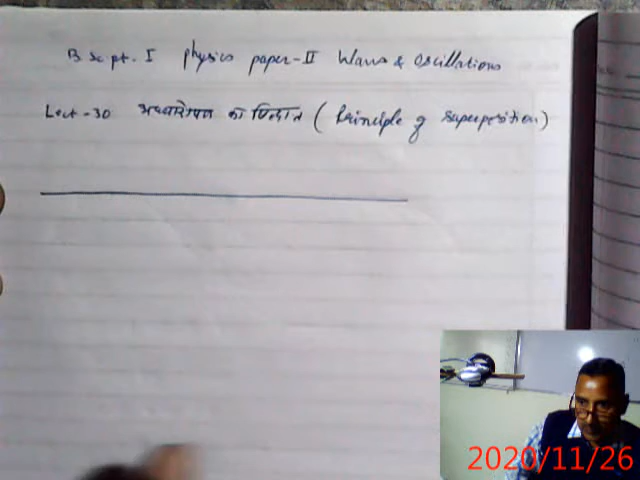 B Sc pt. I Physics paper-II Waves & Oscillations
Lect-30 अध्यारोपण का सिद्धांत ( Principle of Superposition )
2020/11/26